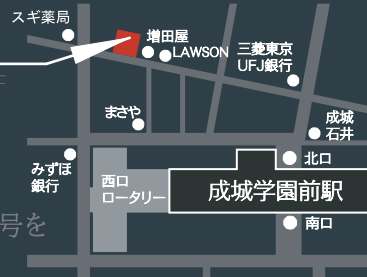 スギ薬局
増田屋
LAWSON
三菱東京
UFJ銀行
まさや
成城
石井
みずほ
銀行
西口
ロータリー
北口
成城学園前駅
号を
南口